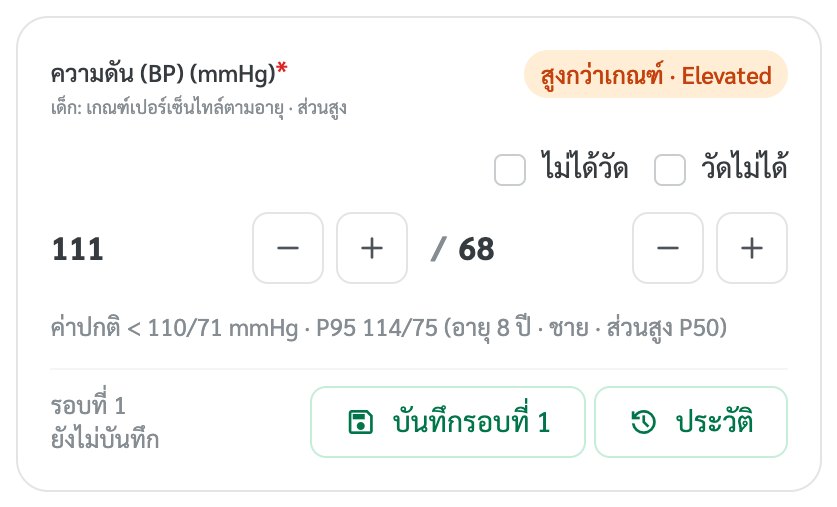 ความดัน (BP) (mmHg)*
สูงกว่าเกณฑ์ · Elevated
เด็ก: เกณฑ์เปอร์เซ็นไทล์ตามอายุ · ส่วนสูง
ไม่ได้วัด วัดไม่ได้
111 − + / 68 − +
ค่าปกติ < 110/71 mmHg · P95 114/75 (อายุ 8 ปี · ชาย · ส่วนสูง P50)
รอบที่ 1
ยังไม่บันทึก
บันทึกรอบที่ 1
ประวัติ